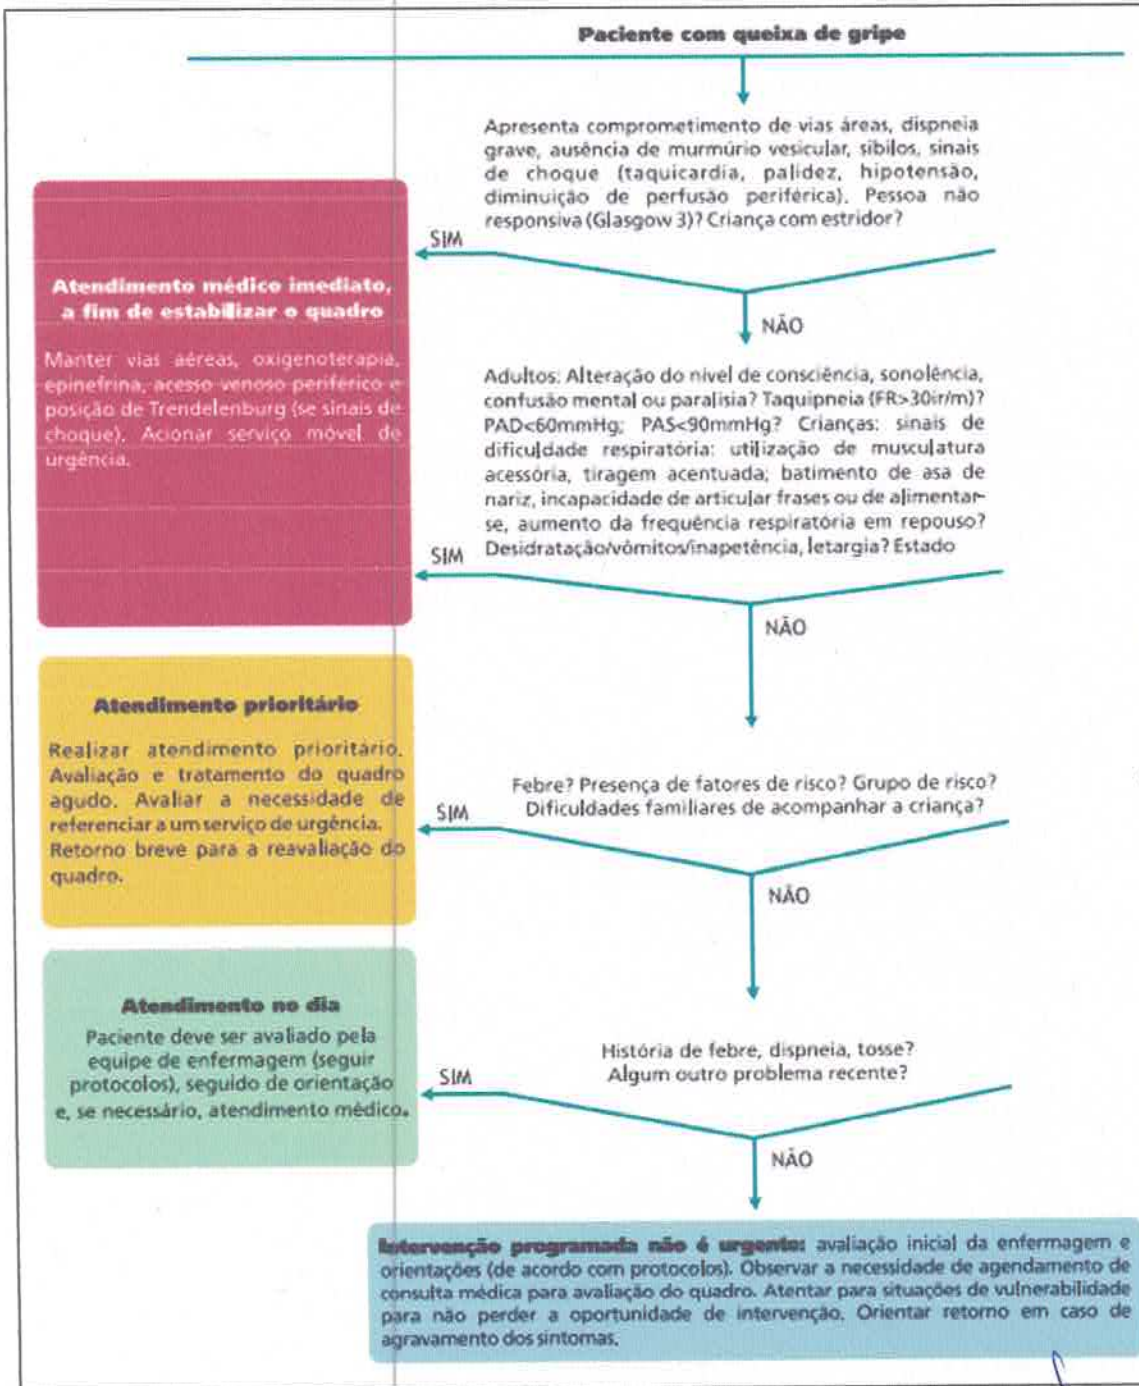 Paciente com queixa de gripe
Apresenta comprometimento de vias áreas, dispneia
grave, ausência de murmúrio vesicular, sibilos, sinais
de choque (taquicardia, palidez, hipotensão,
diminuição de perfusão periférica). Pessoa não
responsiva (Glasgow 3)? Criança com estridor?
SIM
NÃO
Atendimento médico imediato,
a fim de estabilizar o quadro
Manter vias aéreas, oxigenoterapia,
epinefrina, acesso venoso periférico e
posição de Trendelenburg (se sinais de
choque). Acionar serviço móvel de
urgência.
Adultos: Alteração do nível de consciência, sonolência,
confusão mental ou paralisia? Taquipneia (FR>30ir/m)?
PAD<60mmHg; PAS<90mmHg? Crianças: sinais de
dificuldade respiratória: utilização de musculatura
acessória, tiragem acentuada; batimento de asa de
nariz, incapacidade de articular frases ou de alimentar-
se, aumento da frequência respiratória em repouso?
Desidratação/vômitos/inapetência, letargia? Estado
SIM
NÃO
Atendimento prioritário
Realizar atendimento prioritário.
Avaliação e tratamento do quadro
agudo. Avaliar a necessidade de
referenciar a um serviço de urgência.
Retorno breve para a reavaliação do
quadro.
Febre? Presença de fatores de risco? Grupo de risco?
Dificuldades familiares de acompanhar a criança?
SIM
NÃO
Atendimento no dia
Paciente deve ser avaliado pela
equipe de enfermagem (seguir
protocolos), seguido de orientação
e, se necessário, atendimento médico.
História de febre, dispneia, tosse?
Algum outro problema recente?
SIM
NÃO
Intervenção programada não é urgente: avaliação inicial da enfermagem e
orientações (de acordo com protocolos). Observar a necessidade de agendamento de
consulta médica para avaliação do quadro. Atentar para situações de vulnerabilidade
para não perder a oportunidade de intervenção. Orientar retorno em caso de
agravamento dos sintomas.